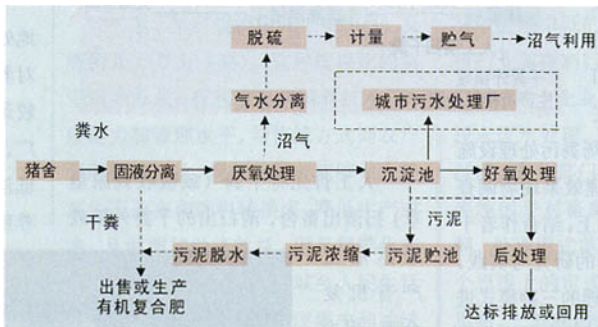 脱硫 计量 贮气 沼气利用
气水分离 城市污水处理厂
粪水 沼气
猪舍 固液分离 厌氧处理 沉淀池 好氧处理
干粪 污泥
污泥脱水 污泥浓缩 污泥贮池 后处理
出售或生产
有机复合肥
达标排放或回用